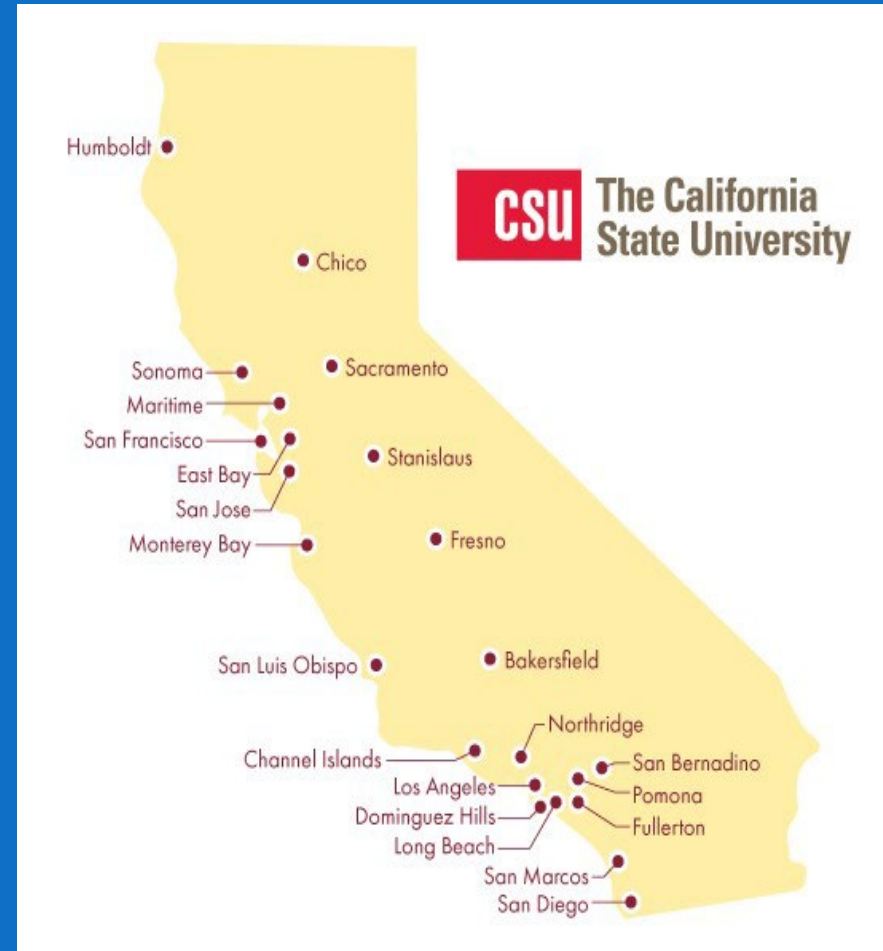 Humboldt
CSU The California
State University
Chico
Sonoma
Sacramento
Maritime
San Francisco
East Bay
Stanislaus
San Jose
Monterey Bay
Fresno
San Luis Obispo
Bakersfield
Northridge
Channel Islands
San Bernadino
Los Angeles
Pomona
Dominguez Hills
Fullerton
Long Beach
San Marcos
San Diego